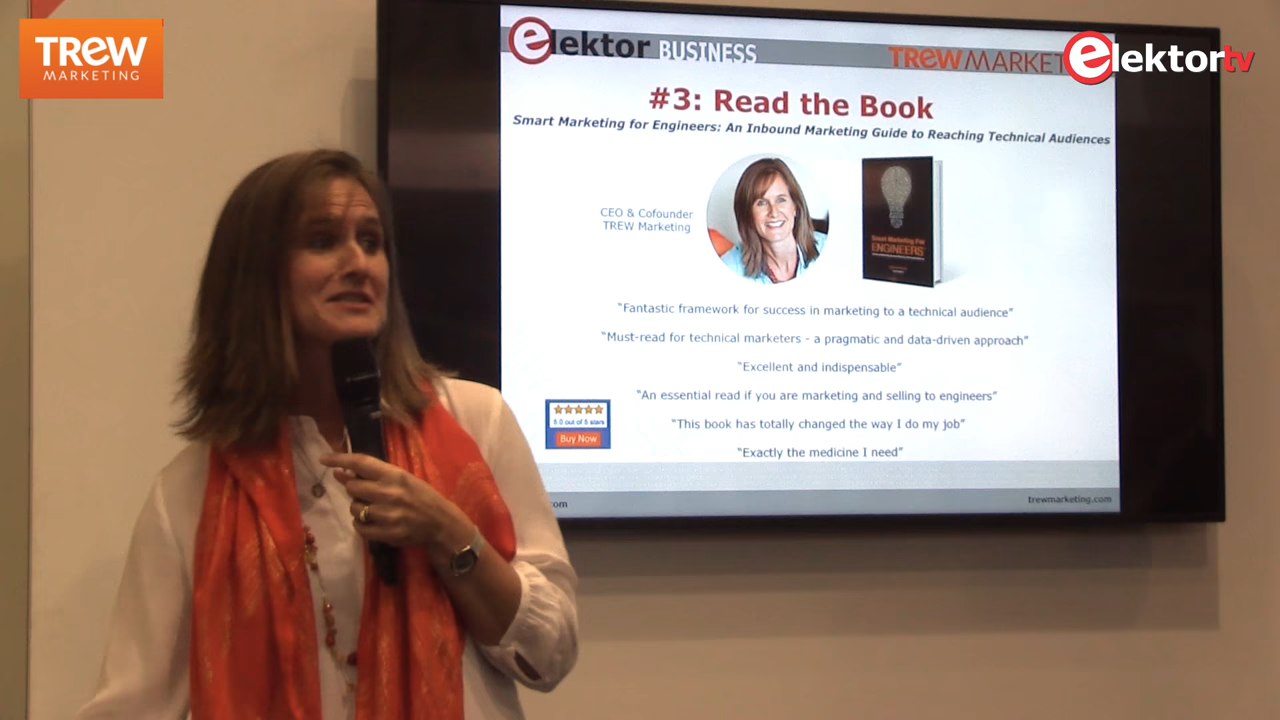 TREW
MARKETING
elektor BUSINESS
TREW MARKET
elektortv
#3: Read the Book
Smart Marketing for Engineers: An Inbound Marketing Guide to Reaching Technical Audiences
CEO & Cofounder
TREW Marketing
Smart Marketing For
ENGINEERS
"Fantastic framework for success in marketing to a technical audience"
"Must-read for technical marketers - a pragmatic and data-driven approach"
"Excellent and indispensable"
"An essential read if you are marketing and selling to engineers"
5.0 out of 5 stars
Buy Now
"This book has totally changed the way I do my job"
"Exactly the medicine I need"
om
trewmarketing.com